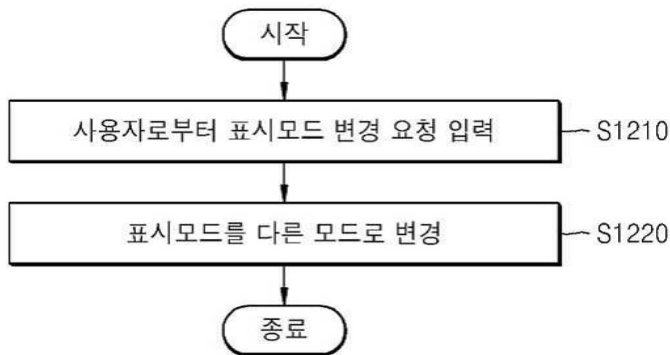 시작
사용자로부터 표시모드 변경 요청 입력
S1210
표시모드를 다른 모드로 변경
S1220
종료